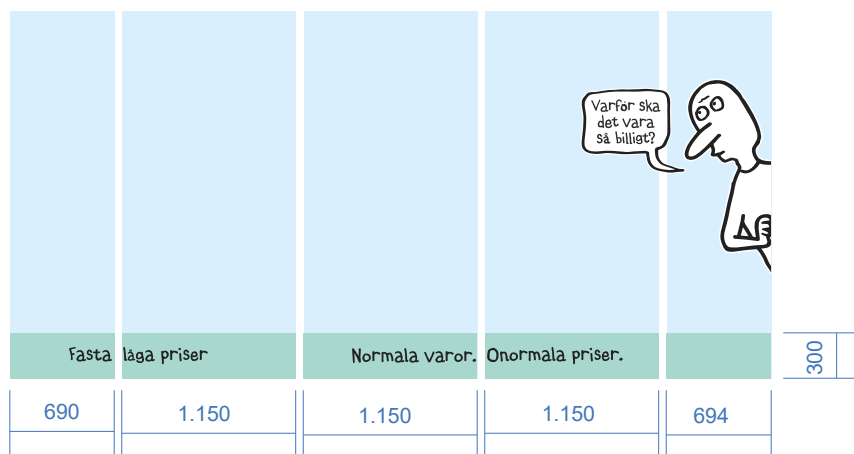 Varför ska
det vara
så billigt?
Fasta låga priser
Normala varor. Onormala priser.
300
690
1.150
1.150
1.150
694